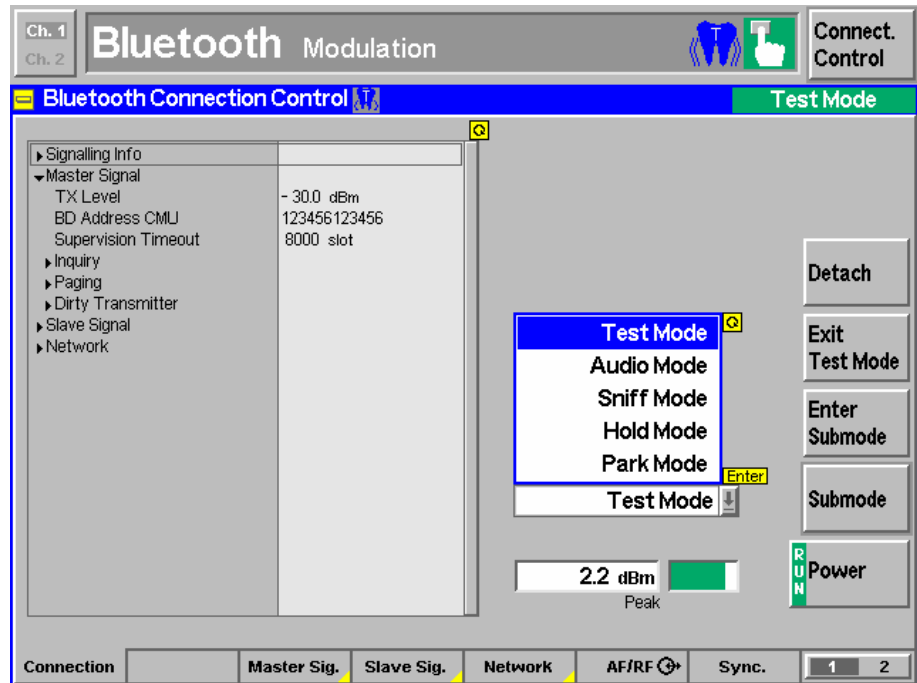 Ch. 1
Ch. 2
Bluetooth Modulation
T
Connect.
Control
Bluetooth Connection Control
Test Mode
Signalling Info
Master Signal
TX Level - 30.0 dBm
BD Address CMU 123456123456
Supervision Timeout 8000 slot
Inquiry
Paging
Dirty Transmitter
Slave Signal
Network
Test Mode
Audio Mode
Sniff Mode
Hold Mode
Park Mode
Enter
Test Mode
2.2 dBm
Peak
Detach
Exit
Test Mode
Enter
Submode
Submode
RUN
Power
Connection
Master Sig.
Slave Sig.
Network
AF/RF
Sync.
1 2